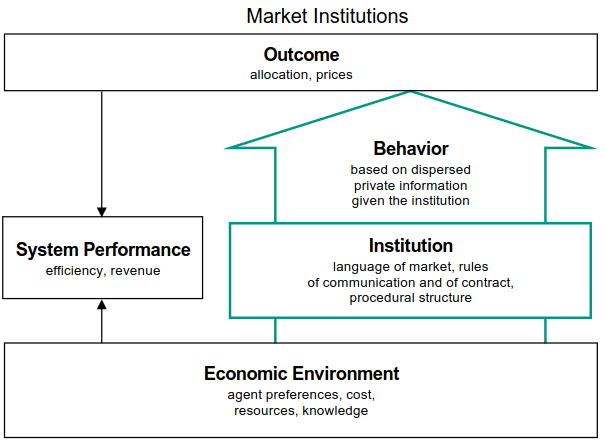 Market Institutions
Outcome
allocation, prices
Behavior
based on dispersed
private information
given the institution
System Performance
efficiency, revenue
Institution
language of market, rules
of communication and of contract,
procedural structure
Economic Environment
agent preferences, cost,
resources, knowledge